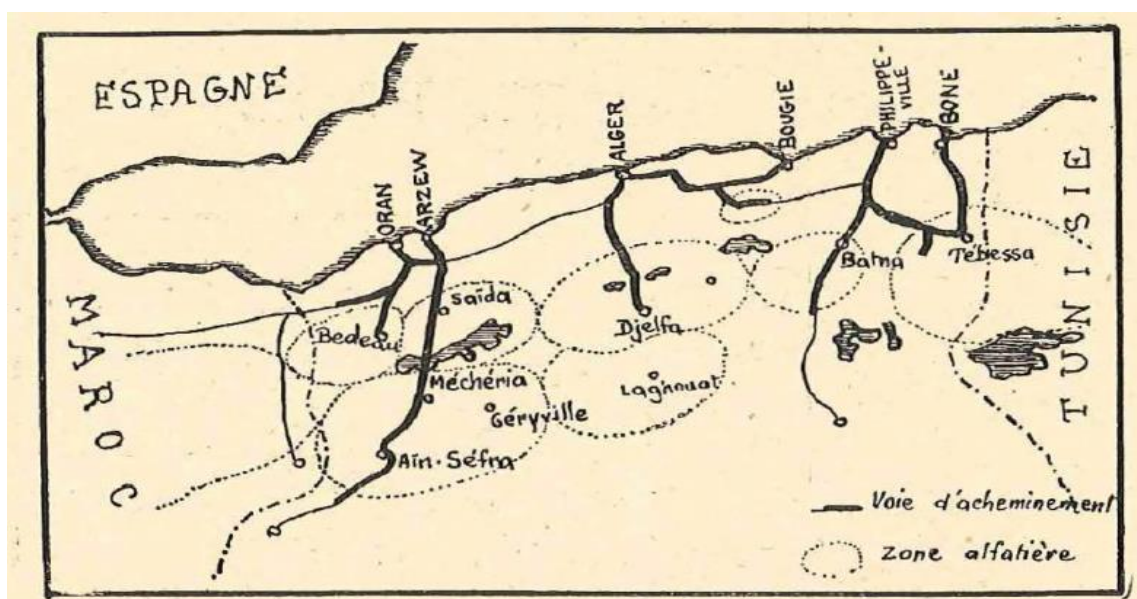 ESPAGNE
ORAN
ARZEW
ALGER
BOUGIE
PHILIPPE-
VILLE
BONE
MAROC
TUNISIE
Saïda
Bedeau
Méchéria
Géryville
Aïn-Séfra
Djelfa
Laghouat
Batna
Tébessa
Voie d'acheminement
Zone alfatière